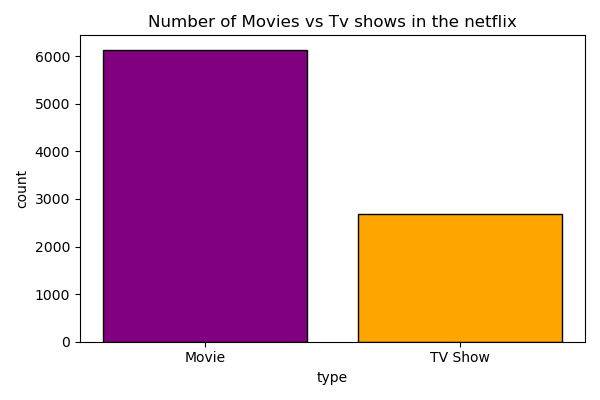 Number of Movies vs Tv shows in the netflix
6000
5000
4000
3000
2000
1000
0
count
Movie
TV Show
type